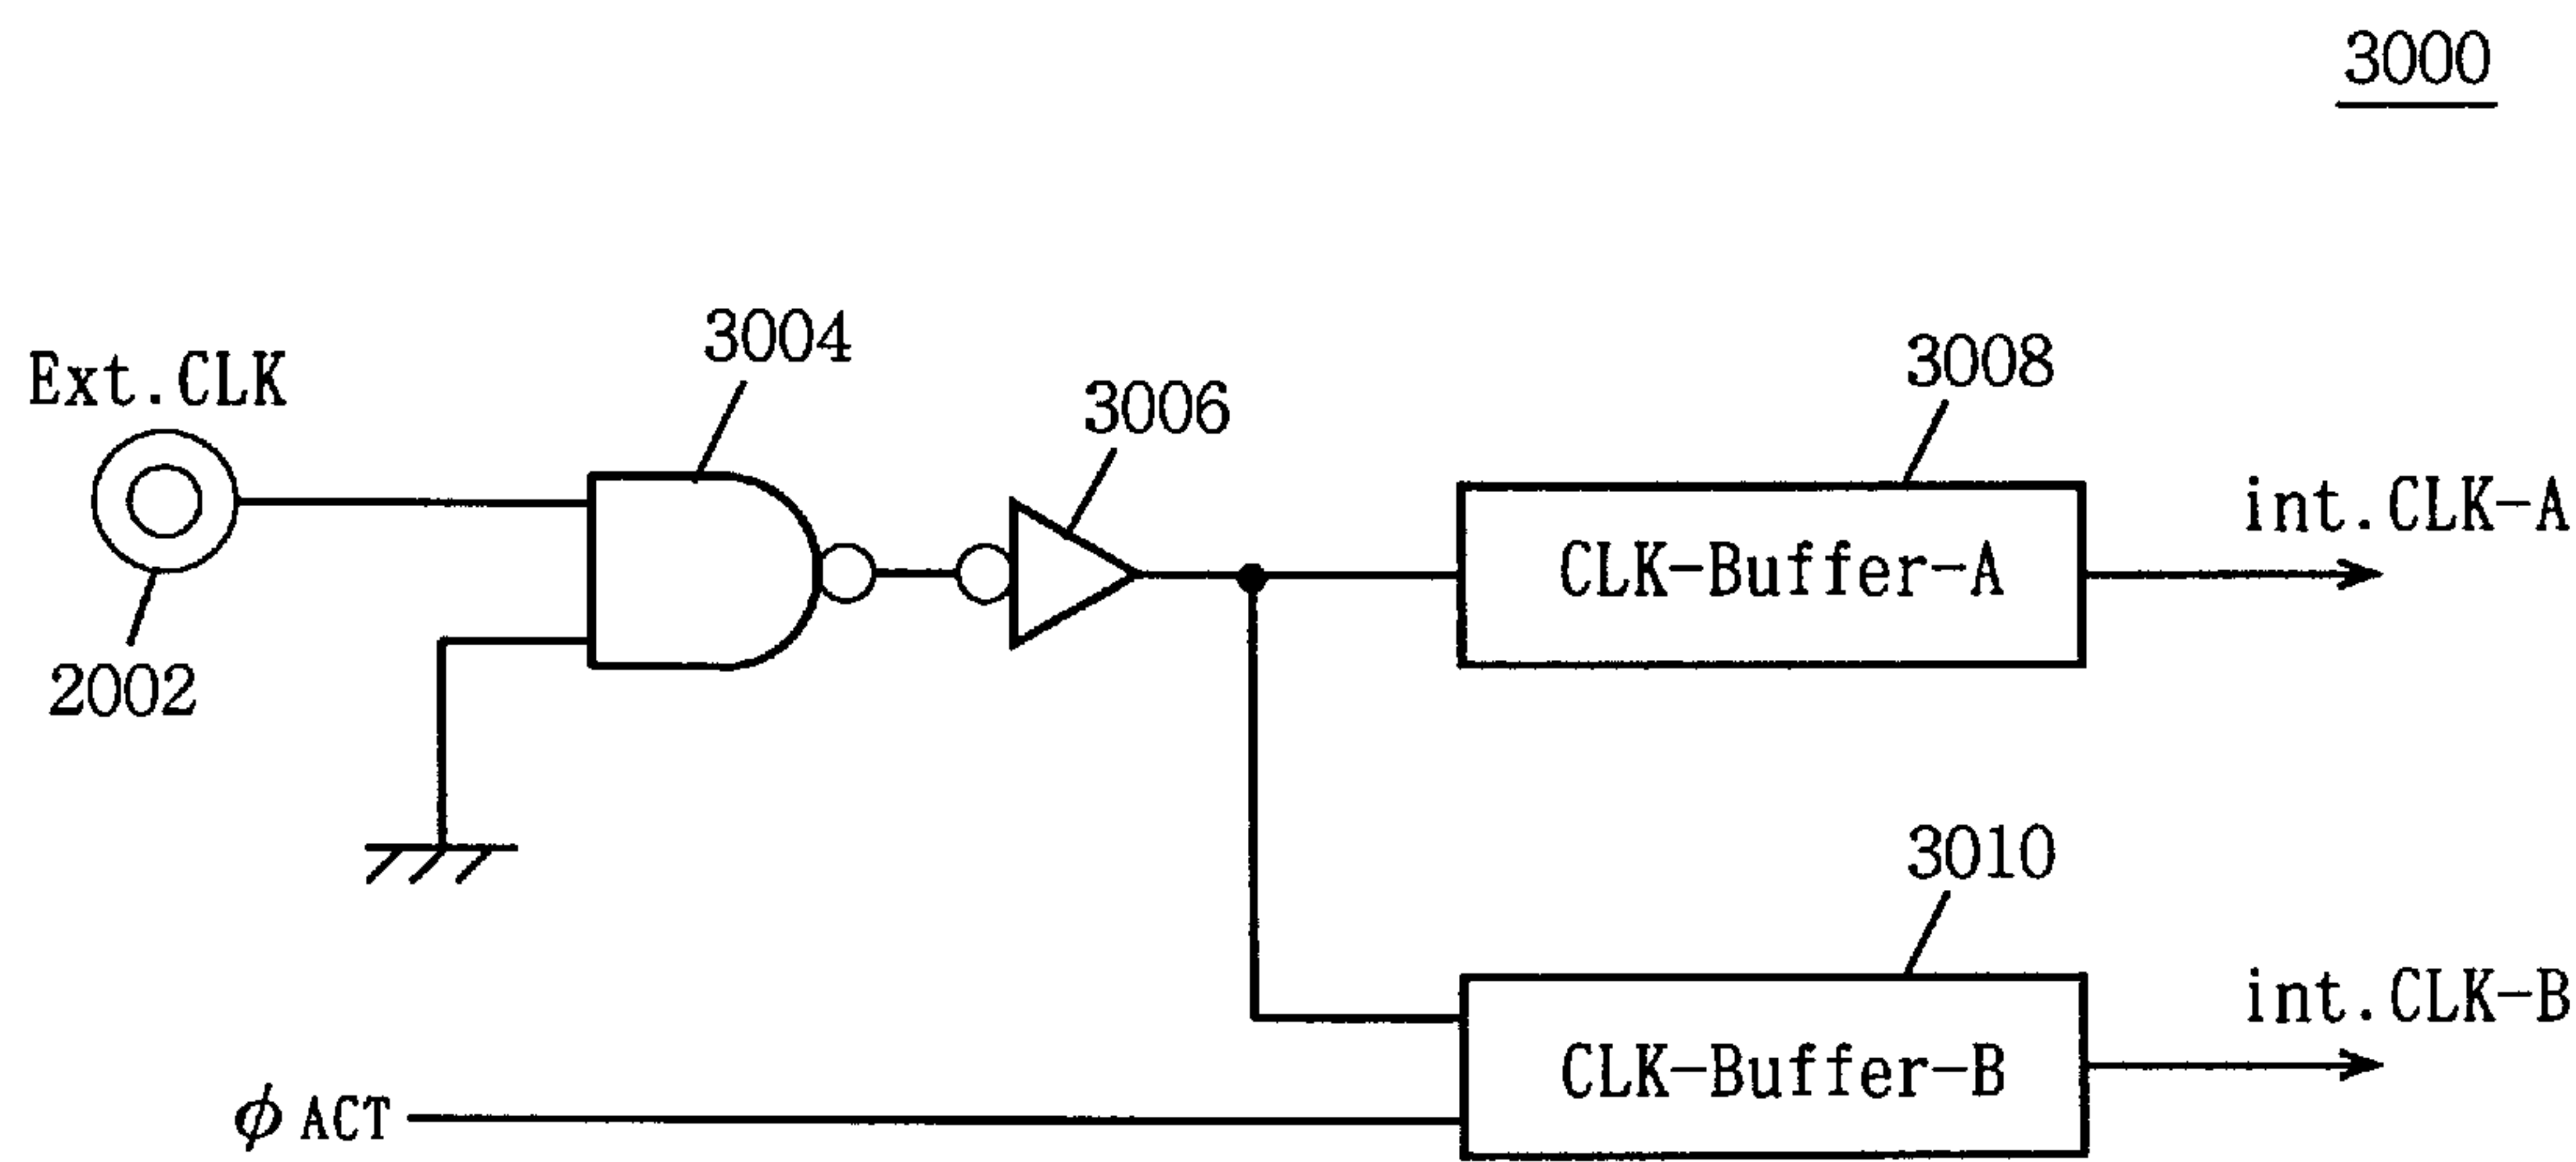 3000
Ext.CLK
3004
3006
3008
2002
CLK-Buffer-A
int.CLK-A
3010
CLK-Buffer-B
int.CLK-B
ϕ ACT